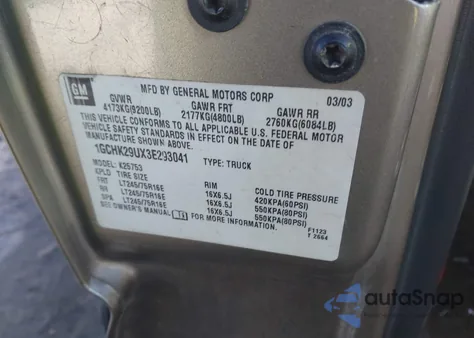 GM
MFD BY GENERAL MOTORS CORP 03/03
GVWR GAWR FRT GAWR RR
4173KG(9200LB) 2177KG(4800LB) 2760KG(6084LB)
THIS VEHICLE CONFORMS TO ALL APPLICABLE U.S. FEDERAL MOTOR
VEHICLE SAFETY STANDARDS IN EFFECT ON THE DATE OF
MANUFACTURE SHOWN ABOVE.
1GCHK29UX3E293041 TYPE: TRUCK
MODEL: K25753
XPLD TIRE SIZE RIM COLD TIRE PRESSURE
FRT LT245/75R16E 16X6.5J 420KPA(60PSI)
RR LT245/75R16E 16X6.5J 550KPA(80PSI)
SPA LT245/75R16E 16X6.5J 550KPA(80PSI)
SEE OWNER'S MANUAL
F1123
T 2664
autoSnap